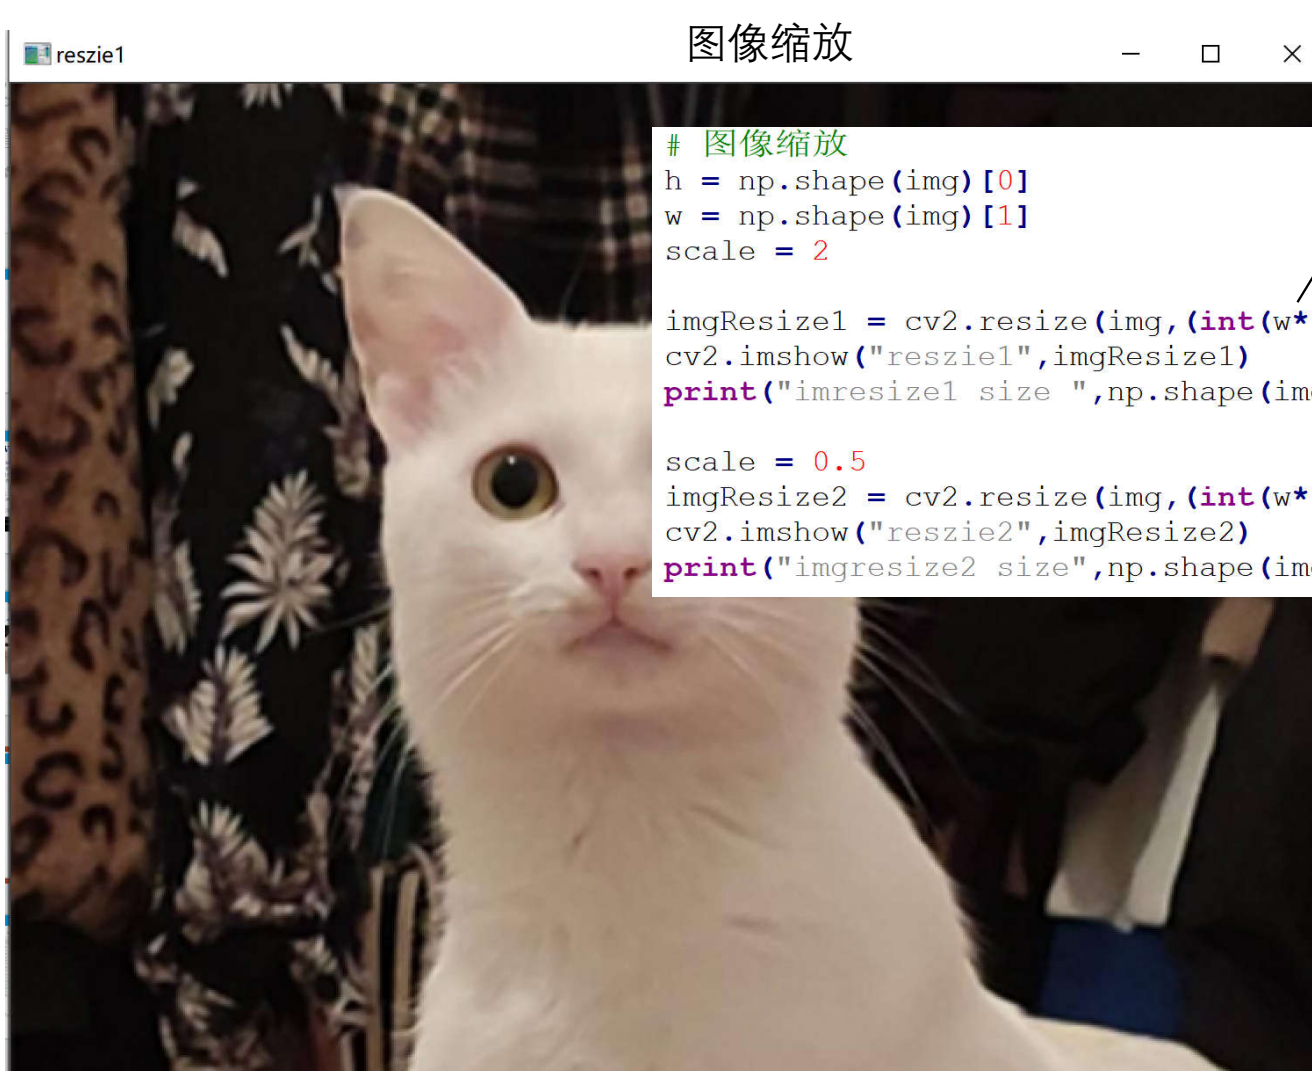 图像缩放
reszie1
# 图像缩放
h = np.shape(img)[0]
w = np.shape(img)[1]
scale = 2
imgResize1 = cv2.resize(img,(int(w*
cv2.imshow("reszie1",imgResize1)
print("imresize1 size ",np.shape(im
scale = 0.5
imgResize2 = cv2.resize(img,(int(w*
cv2.imshow("reszie2",imgResize2)
print("imgresize2 size",np.shape(im